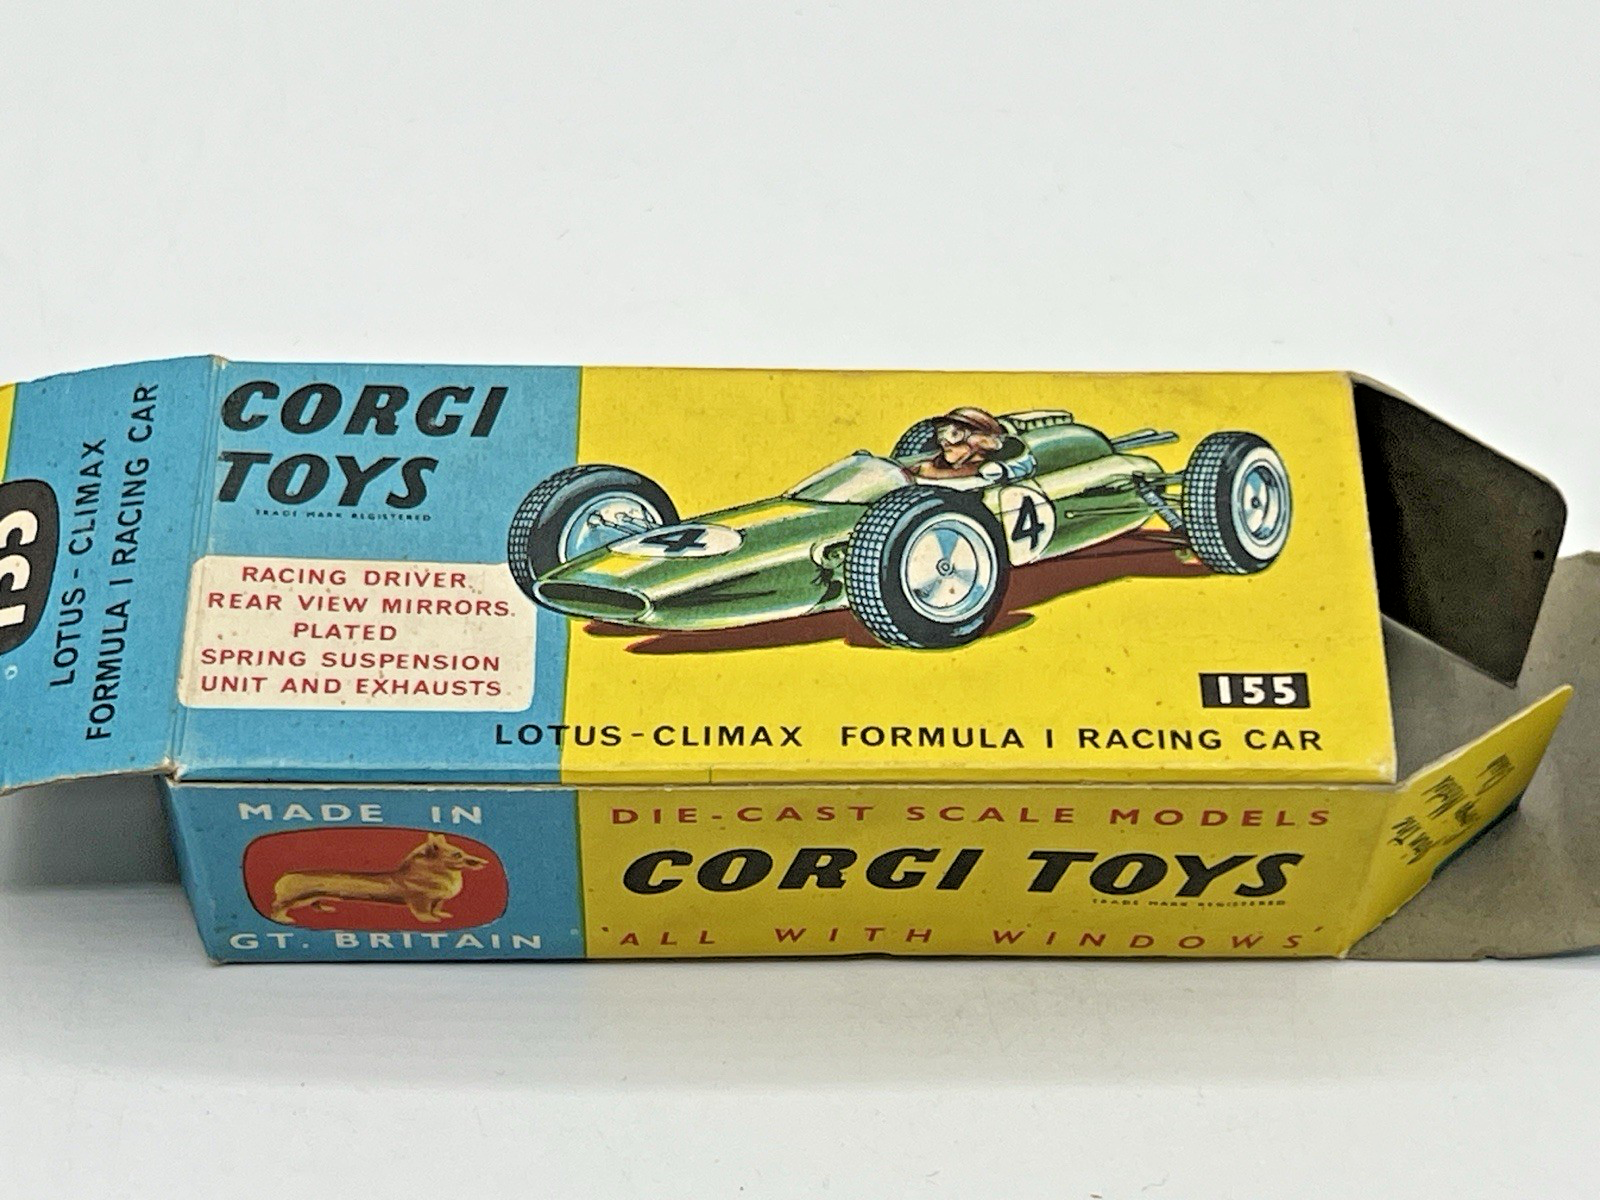 155
LOTUS - CLIMAX
FORMULA 1 RACING CAR
CORGI
TOYS
TRADE MARK REGISTERED
RACING DRIVER.
REAR VIEW MIRRORS.
PLATED
SPRING SUSPENSION
UNIT AND EXHAUSTS
4
4
155
LOTUS-CLIMAX FORMULA 1 RACING CAR
MADE IN
GT. BRITAIN
DIE-CAST SCALE MODELS
CORGI TOYS
TRADE MARK REGISTERED
'ALL WITH WINDOWS'